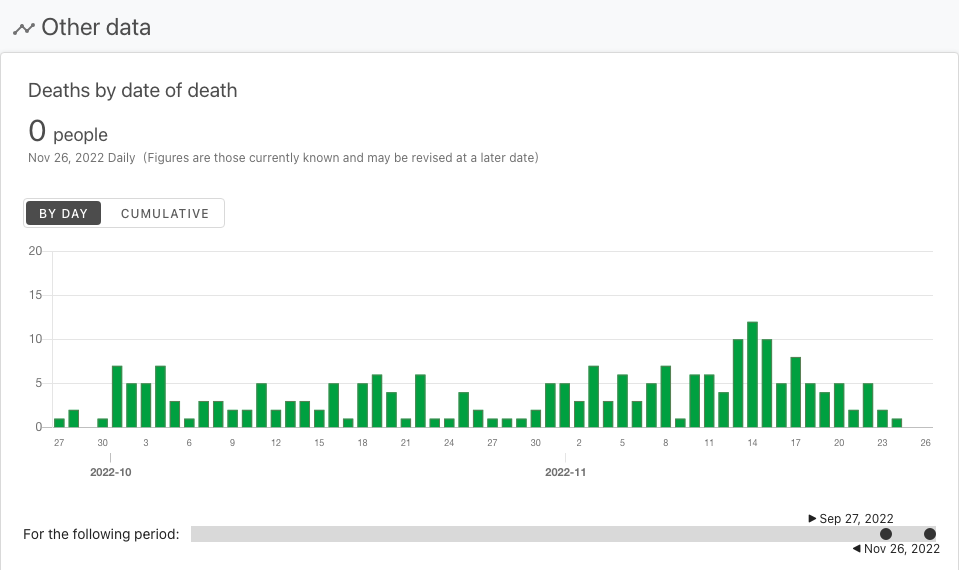 Other data
Deaths by date of death
0 people
Nov 26, 2022 Daily (Figures are those currently known and may be revised at a later date)
BY DAY CUMULATIVE
20
15
10
5
0
27 30 3 6 9 12 15 18 21 24 27 30 2 5 8 11 14 17 20 23 26
2022-10 2022-11
▶ Sep 27, 2022
For the following period:
◀ Nov 26, 2022